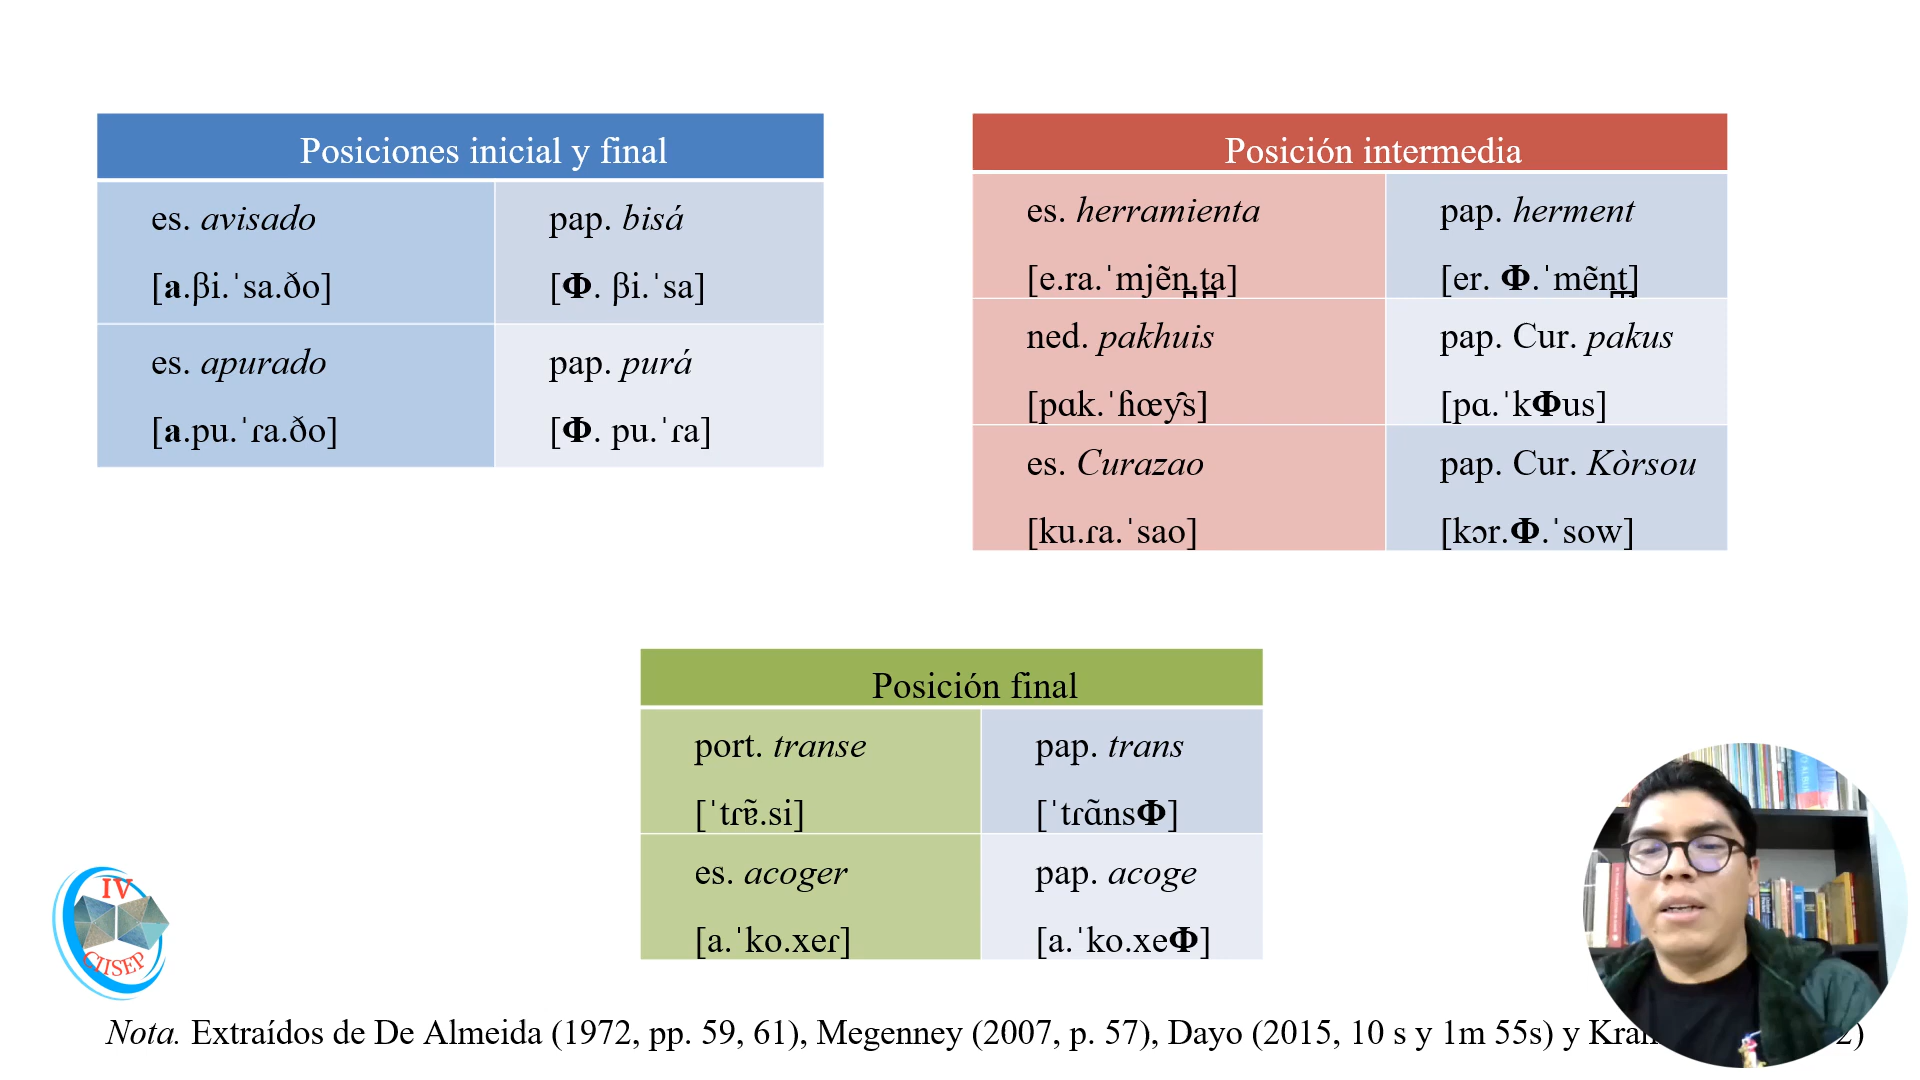 Posiciones inicial y final
es. avisado
pap. bisá
[a.βi.ˈsa.ðo]
[Φ. βi.ˈsa]
es. apurado
pap. purá
[a.pu.ˈɾa.ðo]
[Φ. pu.ˈɾa]
Posición intermedia
es. herramienta
pap. herment
[e.ra.ˈmjẽn̪.t̪a]
[er. Φ.ˈmẽn̪t̪]
ned. pakhuis
pap. Cur. pakus
[pɑk.ˈɦœy͡s]
[pɑ.ˈkΦus]
es. Curazao
pap. Cur. Kòrsou
[ku.ɾa.ˈsao]
[kɔr.Φ.ˈsow]
Posición final
port. transe
pap. trans
[ˈtɾɐ̃.si]
[ˈtɾɑ̃nsΦ]
es. acoger
pap. acoge
[a.ˈko.xeɾ]
[a.ˈko.xeΦ]
IV
CIISEP
Nota. Extraídos de De Almeida (1972, pp. 59, 61), Megenney (2007, p. 57), Dayo (2015, 10 s y 1m 55s) y